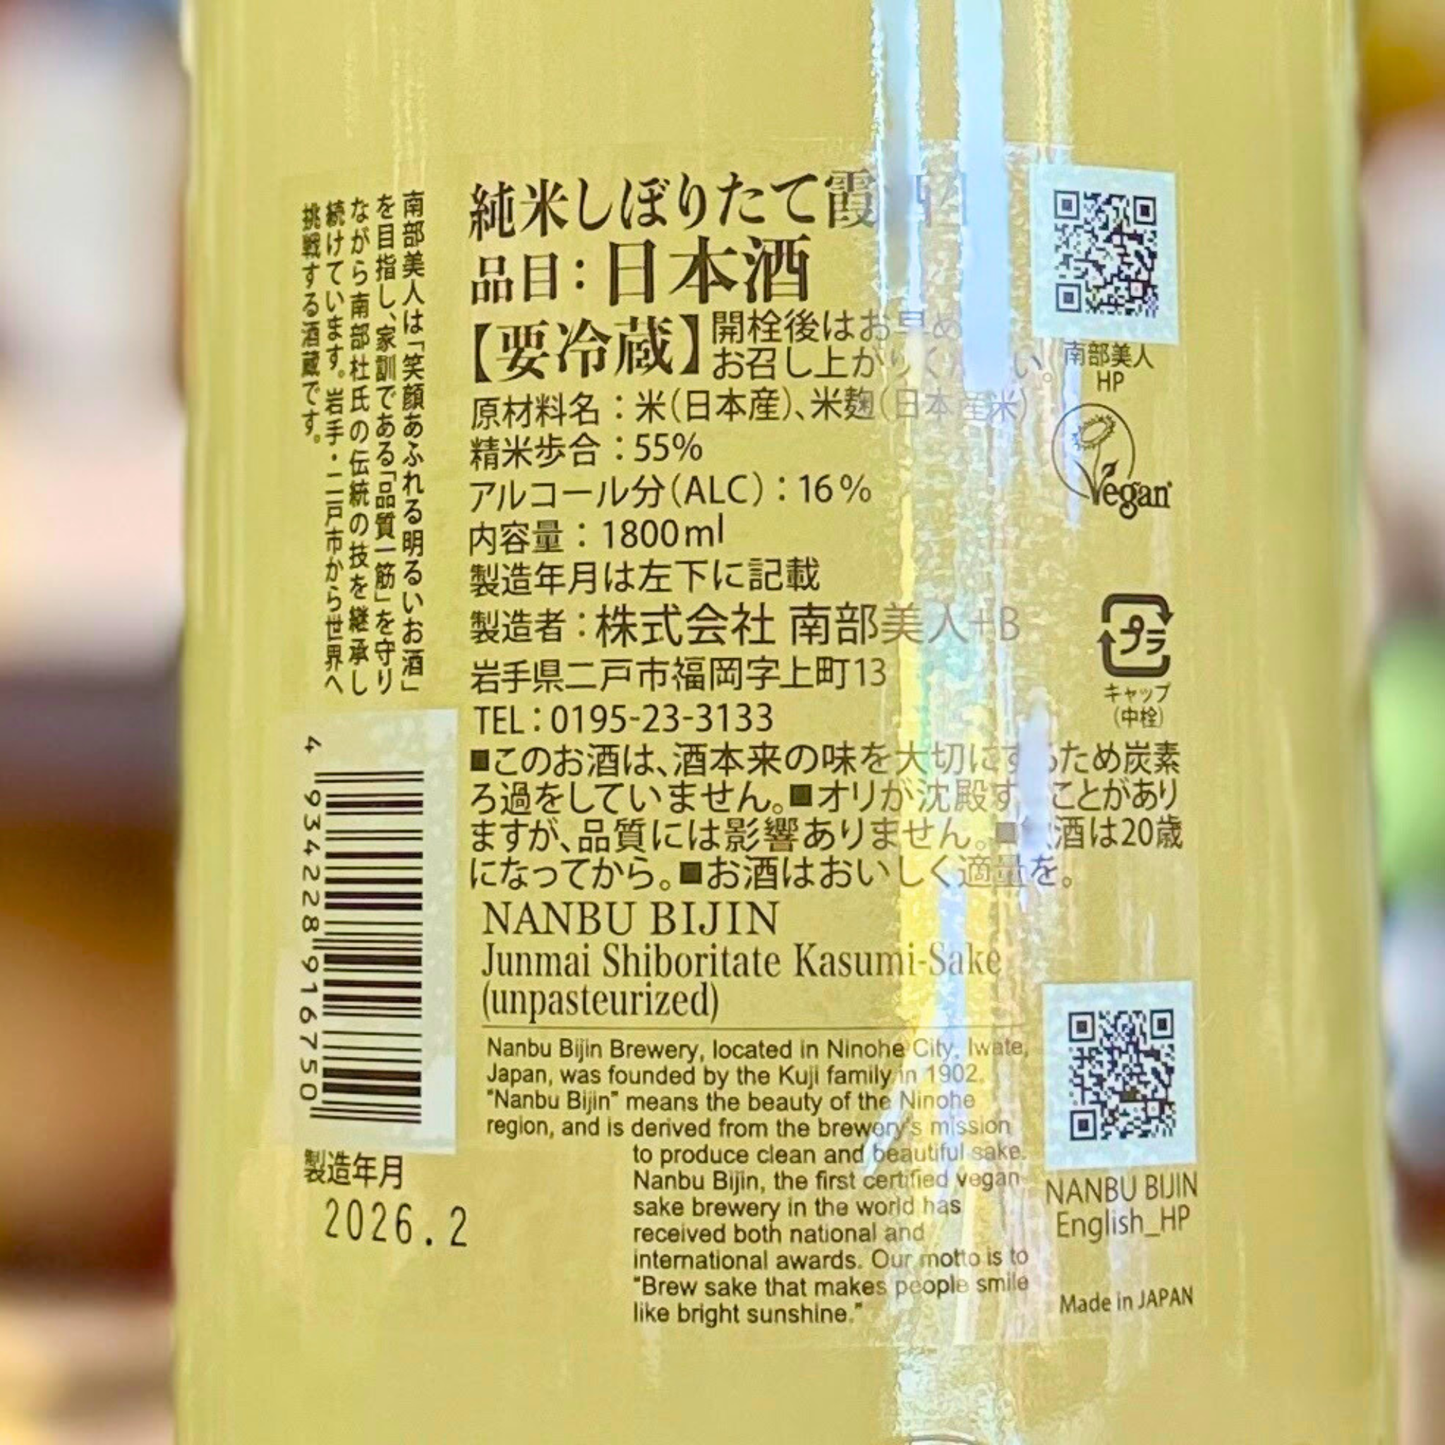 純米しぼりたて霞
品目：日本酒
【要冷蔵】
開栓後はお早め
お召し上がりください。
原材料名：米（日本産）、米麹（日本産米）
精米歩合：55%
アルコール分（ALC）：16%
内容量：1800ml
製造年月は左下に記載
製造者：株式会社 南部美人+B
岩手県二戸市福岡字上町13
TEL：0195-23-3133
■このお酒は、酒本来の味を大切にするため炭素
ろ過をしていません。■オリが沈殿することがあり
ますが、品質には影響ありません。■酒は20歳
になってから。■お酒はおいしく適量を。
NANBU BIJIN
Junmai Shiboritate Kasumi-Sake
(unpasteurized)
Nanbu Bijin Brewery, located in Ninohe City, Iwate,
Japan, was founded by the Kuji family in 1902.
"Nanbu Bijin" means the beauty of the Ninohe
region, and is derived from the brewery's mission
to produce clean and beautiful sake.
Nanbu Bijin, the first certified vegan
sake brewery in the world has
received both national and
international awards. Our motto is to
"Brew sake that makes people smile
like bright sunshine."
南部美人は「笑顔あふれる明るいお酒」
を目指し、家訓である「品質一筋」を守り
ながら南部杜氏の伝統の技を継承し
続けています。岩手・二戸市から世界へ
挑戦する酒蔵です。
4 934228 916750
製造年月
2026.2
南部美人
HP
Vegan
プラ
キャップ
（中栓）
NANBU BIJIN
English_HP
Made in JAPAN